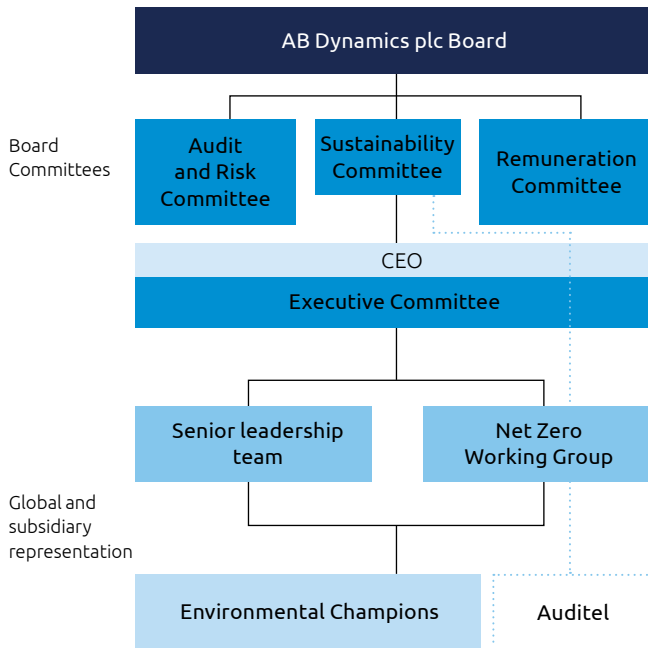 AB Dynamics plc Board
Board
Committees
Audit
and Risk
Committee
Sustainability
Committee
Remuneration
Committee
CEO
Executive Committee
Senior leadership
team
Net Zero
Working Group
Global and
subsidiary
representation
Environmental Champions
Auditel